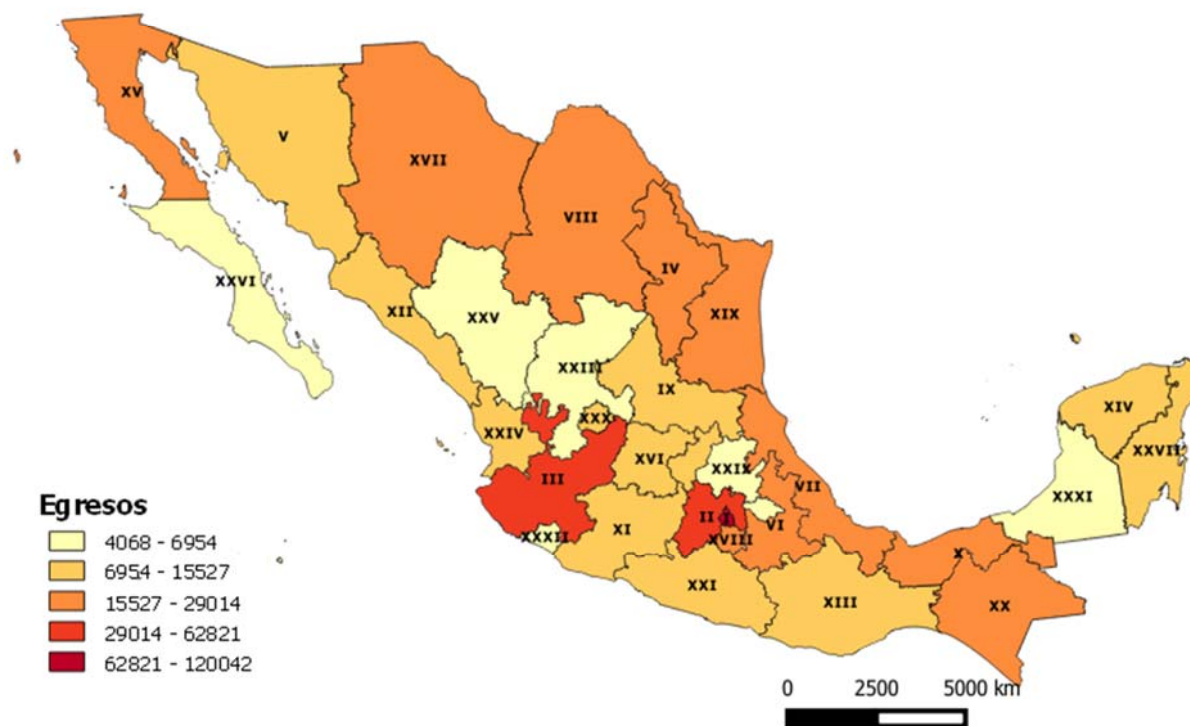 XV
V
XVII
VIII
IV
XIX
XXVI
XII
XXV
XXIII
IX
XXIV
XXX
XVI
XXIX
III
VII
XIV
XXVII
XXXI
XXXII
XI
II
I
VI
XVIII
X
XXI
XIII
XX
Egresos
4068 - 6954
6954 - 15527
15527 - 29014
29014 - 62821
62821 - 120042
0 2500 5000 km